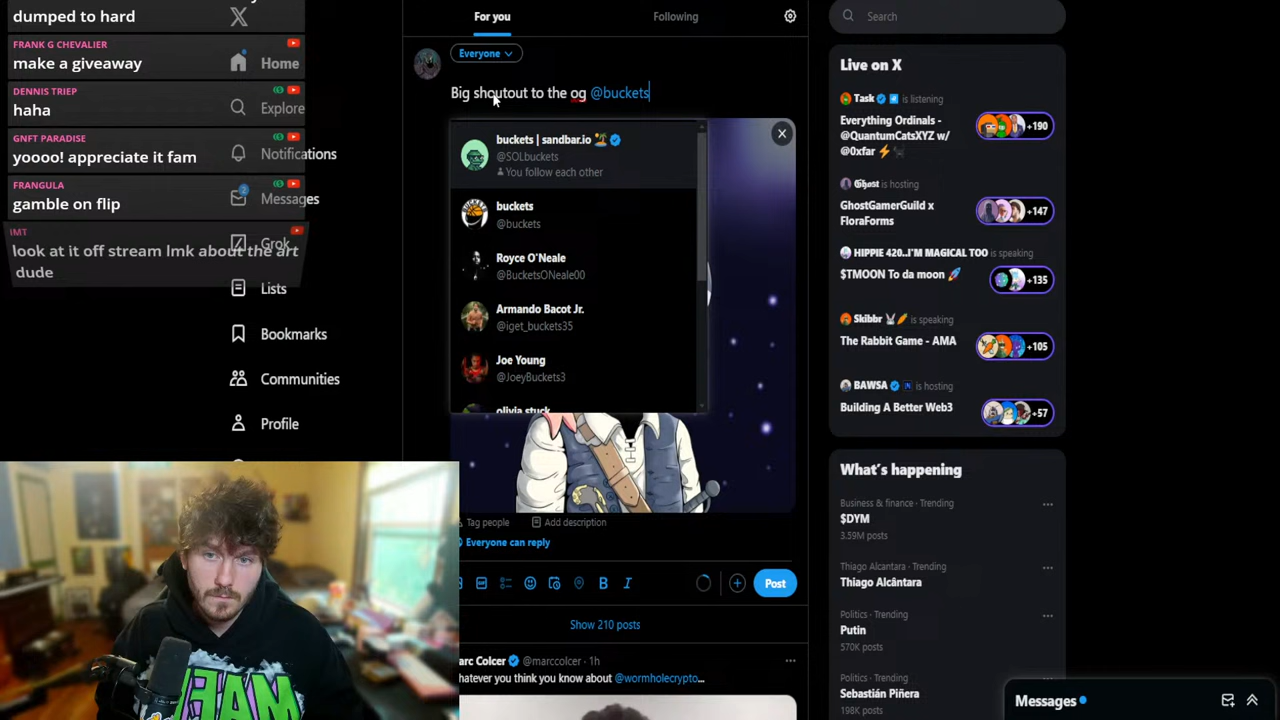 dumped to hard
FRANK G CHEVALIER
make a giveaway
DENNIS TRIEP
haha
GNFT PARADISE
yoooo! appreciate it fam
FRANGULA
gamble on flip
IMT
look at it off stream lmk about the art
dude
Home
Explore
Notifications
2
Messages
Grok
Lists
Bookmarks
Communities
Profile
For you
Following
Everyone
Big shoutout to the og @buckets
buckets | sandbar.io
@SOLbuckets
You follow each other
buckets
@buckets
Royce O'Neale
@BucketsONeale00
Armando Bacot Jr.
@iget_buckets35
Joe Young
@JoeyBuckets3
olivia stuck
Tag people
Add description
Everyone can reply
GIF
B
I
Post
Show 210 posts
arc Colcer @marccolcer · 1h
hatever you think you know about @wormholecrypto...
Search
Live on X
Task is listening
Everything Ordinals -
@QuantumCatsXYZ w/
@0xfar
+190
Ghost is hosting
GhostGamerGuild x
FloraForms
+147
HIPPIE 420..I'M MAGICAL TOO is speaking
$TMOON To da moon
+135
Skibbr is speaking
The Rabbit Game - AMA
+105
BAWSA is hosting
Building A Better Web3
+57
What's happening
Business & finance · Trending
$DYM
3.59M posts
Thiago Alcantara · Trending
Thiago Alcântara
Politics · Trending
Putin
570K posts
Politics · Trending
Sebastián Piñera
198K posts
Messages